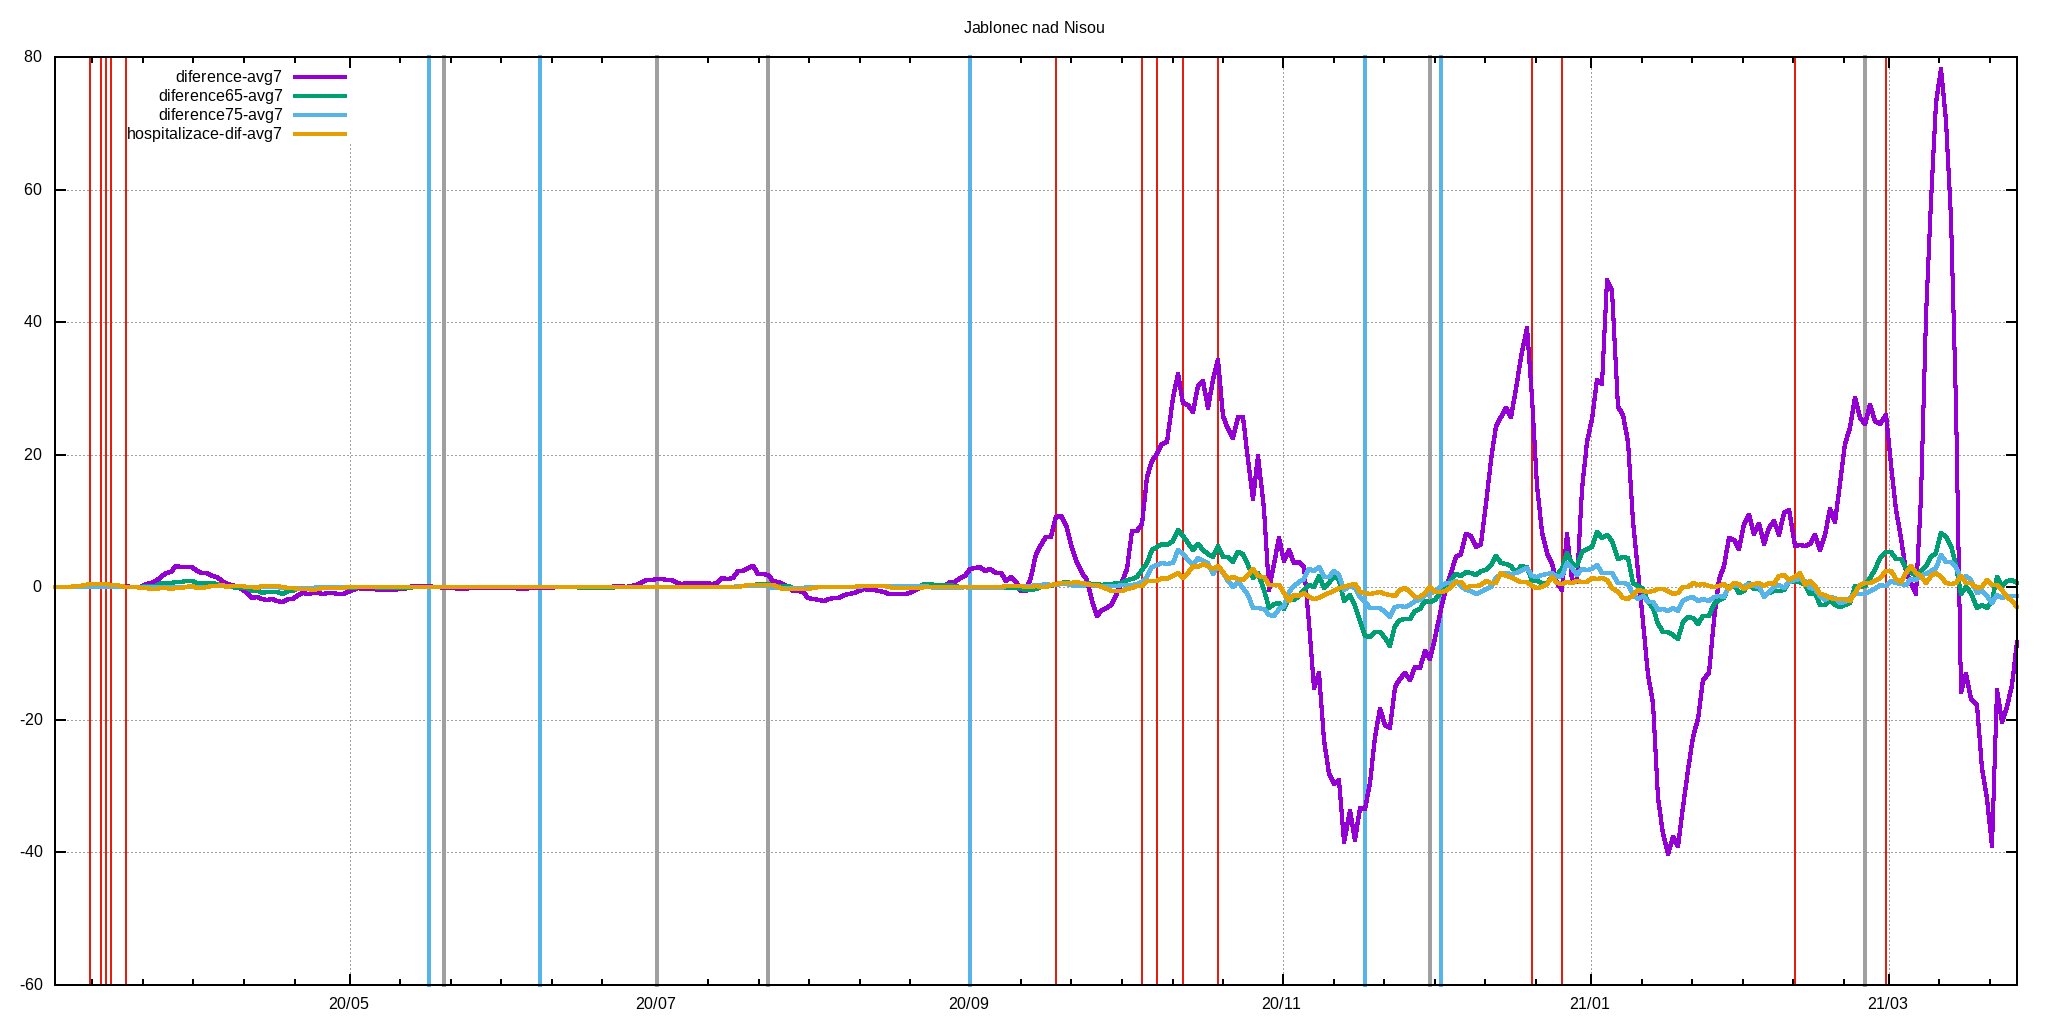 Jablonec nad Nisou
diference-avg7
diference65-avg7
diference75-avg7
hospitalizace-dif-avg7
80
60
40
20
0
-20
-40
-60
20/05
20/07
20/09
20/11
21/01
21/03